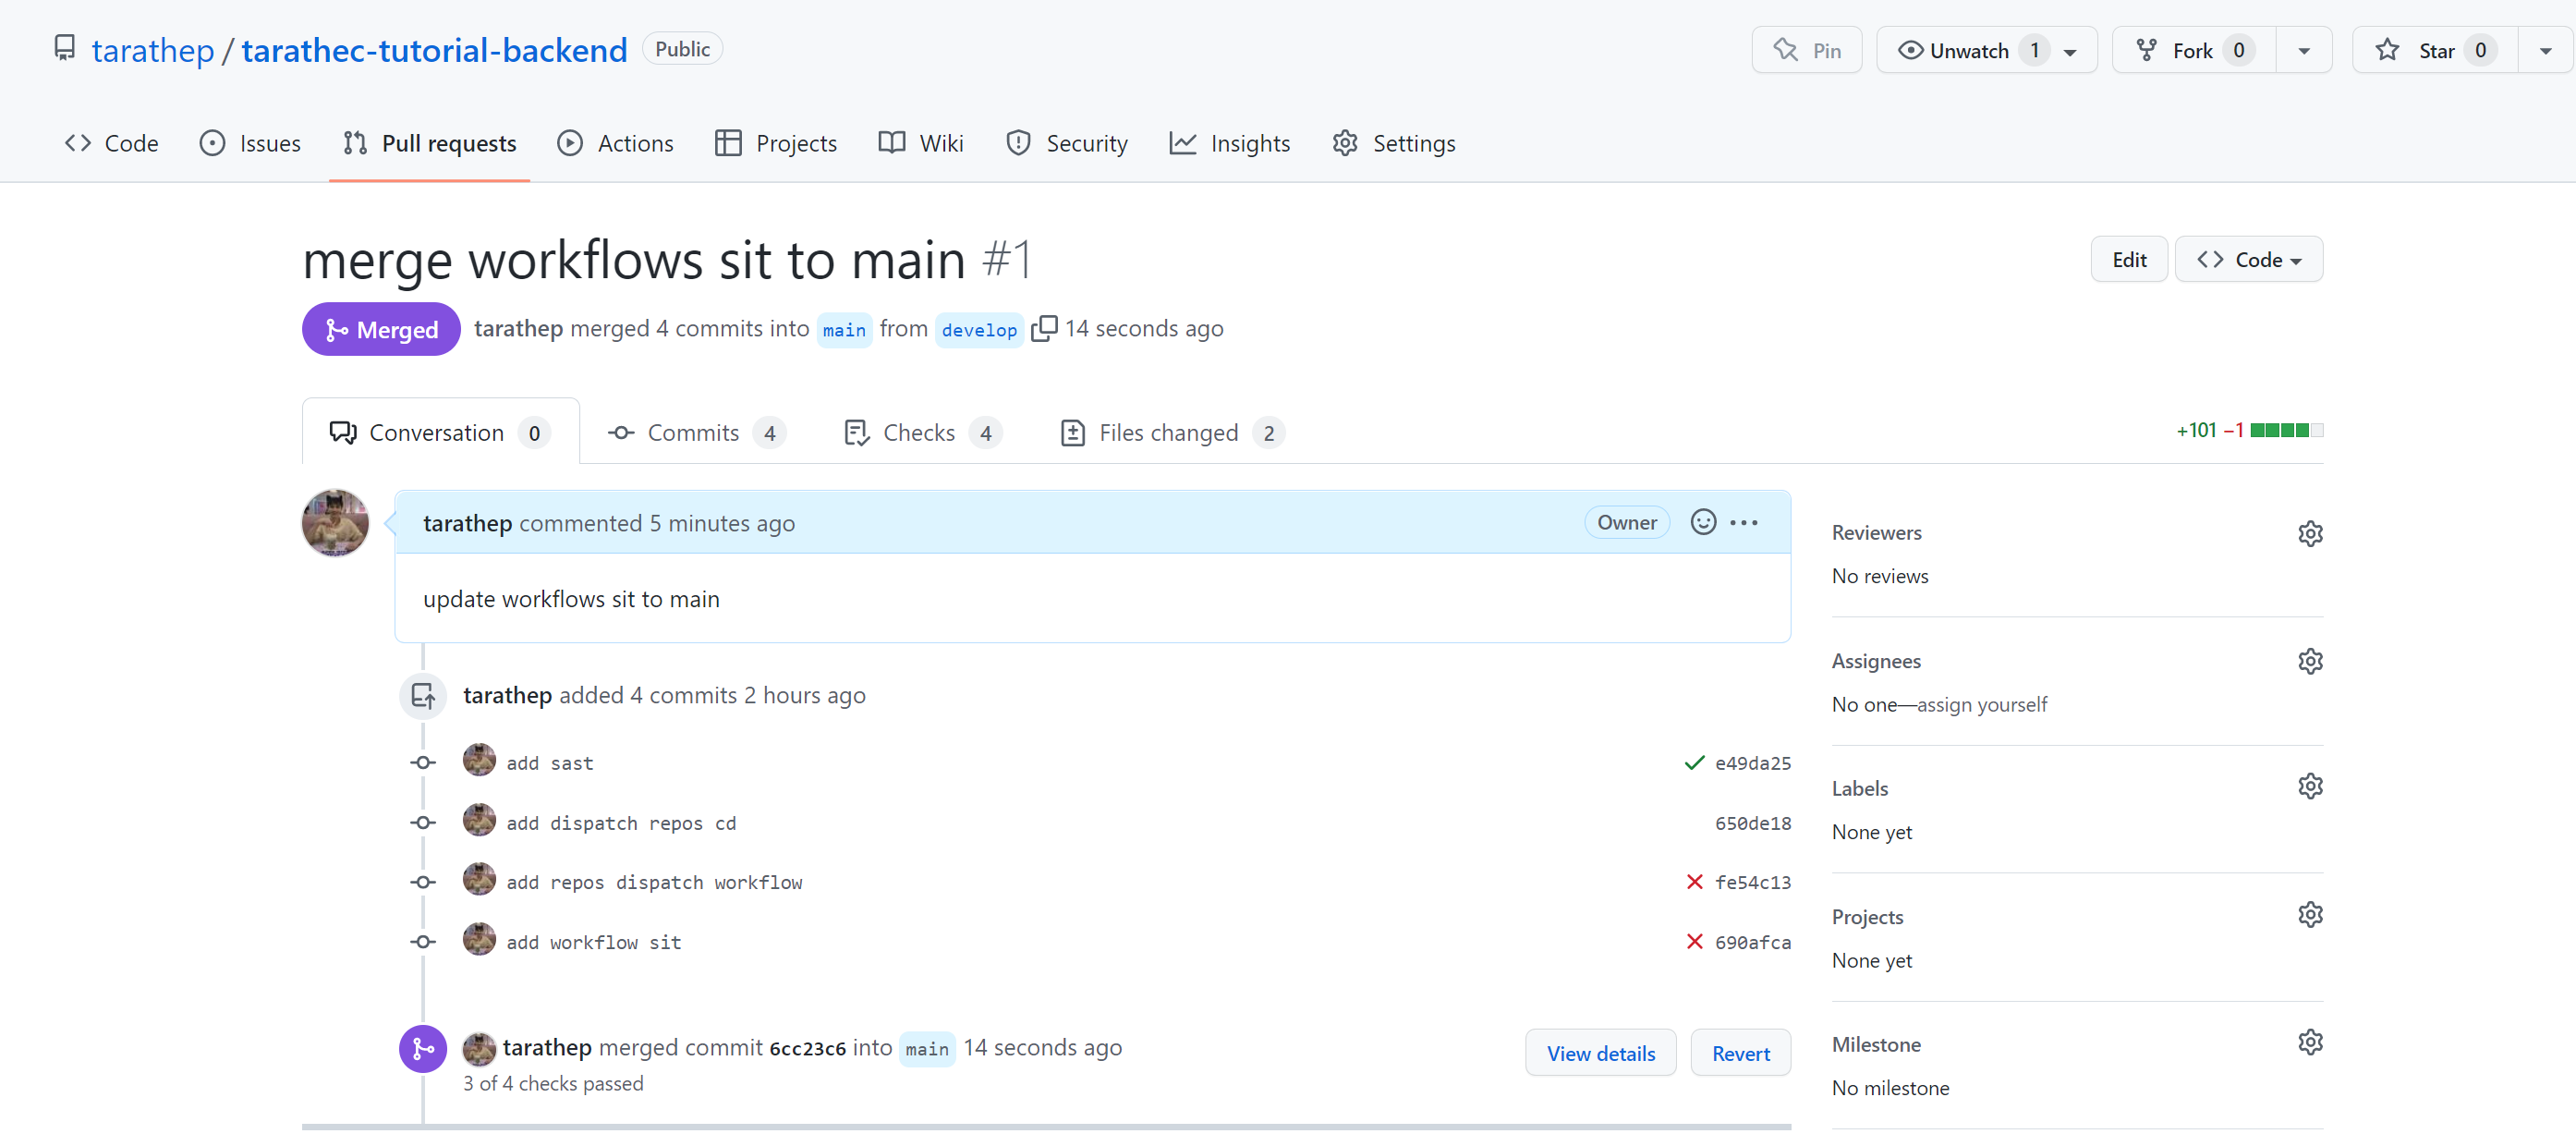 tarathep / tarathec-tutorial-backend Public Pin Unwatch 1 Fork 0 Star 0
Code Issues Pull requests Actions Projects Wiki Security Insights Settings
merge workflows sit to main #1 Edit Code
Merged tarathep merged 4 commits into main from develop 14 seconds ago
Conversation 0 Commits 4 Checks 4 Files changed 2 +101 −1
tarathep commented 5 minutes ago Owner
update workflows sit to main
tarathep added 4 commits 2 hours ago
add sast e49da25
add dispatch repos cd 650de18
add repos dispatch workflow fe54c13
add workflow sit 690afca
tarathep merged commit 6cc23c6 into main 14 seconds ago View details Revert
3 of 4 checks passed
Reviewers
No reviews
Assignees
No one—assign yourself
Labels
None yet
Projects
None yet
Milestone
No milestone